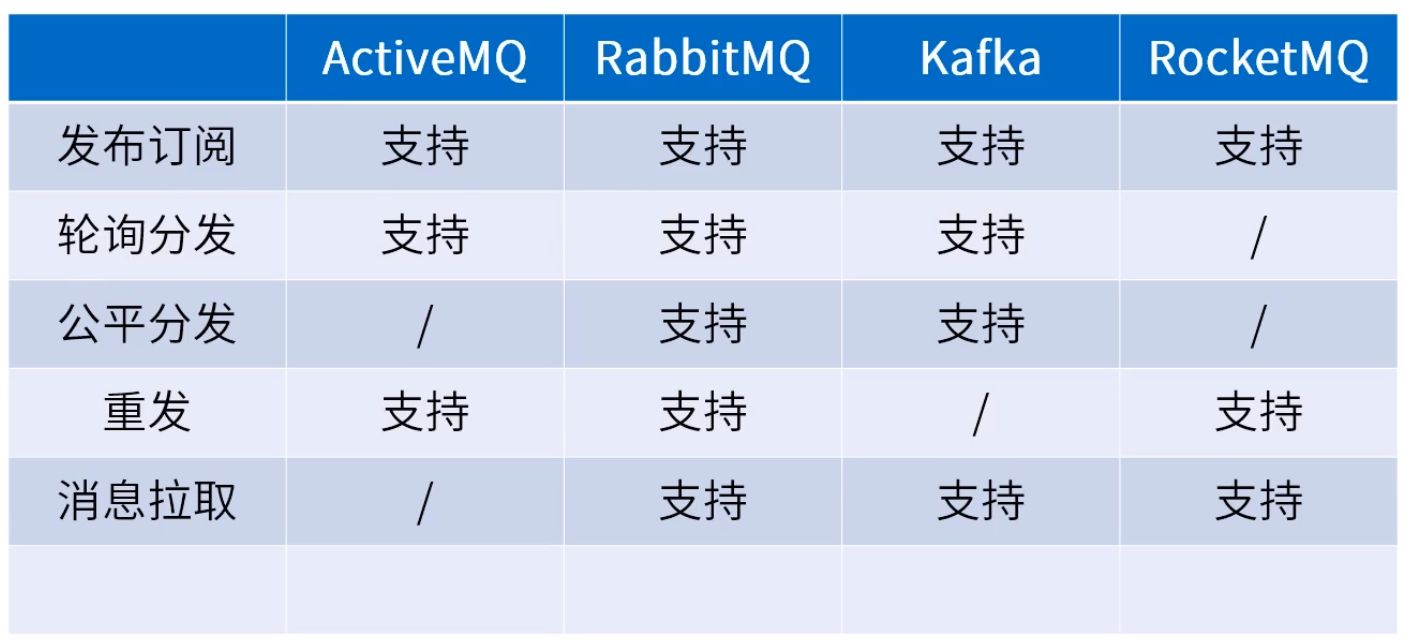 ActiveMQ RabbitMQ Kafka RocketMQ
发布订阅 支持 支持 支持 支持
轮询分发 支持 支持 支持 /
公平分发 / 支持 支持 /
重发 支持 支持 / 支持
消息拉取 / 支持 支持 支持